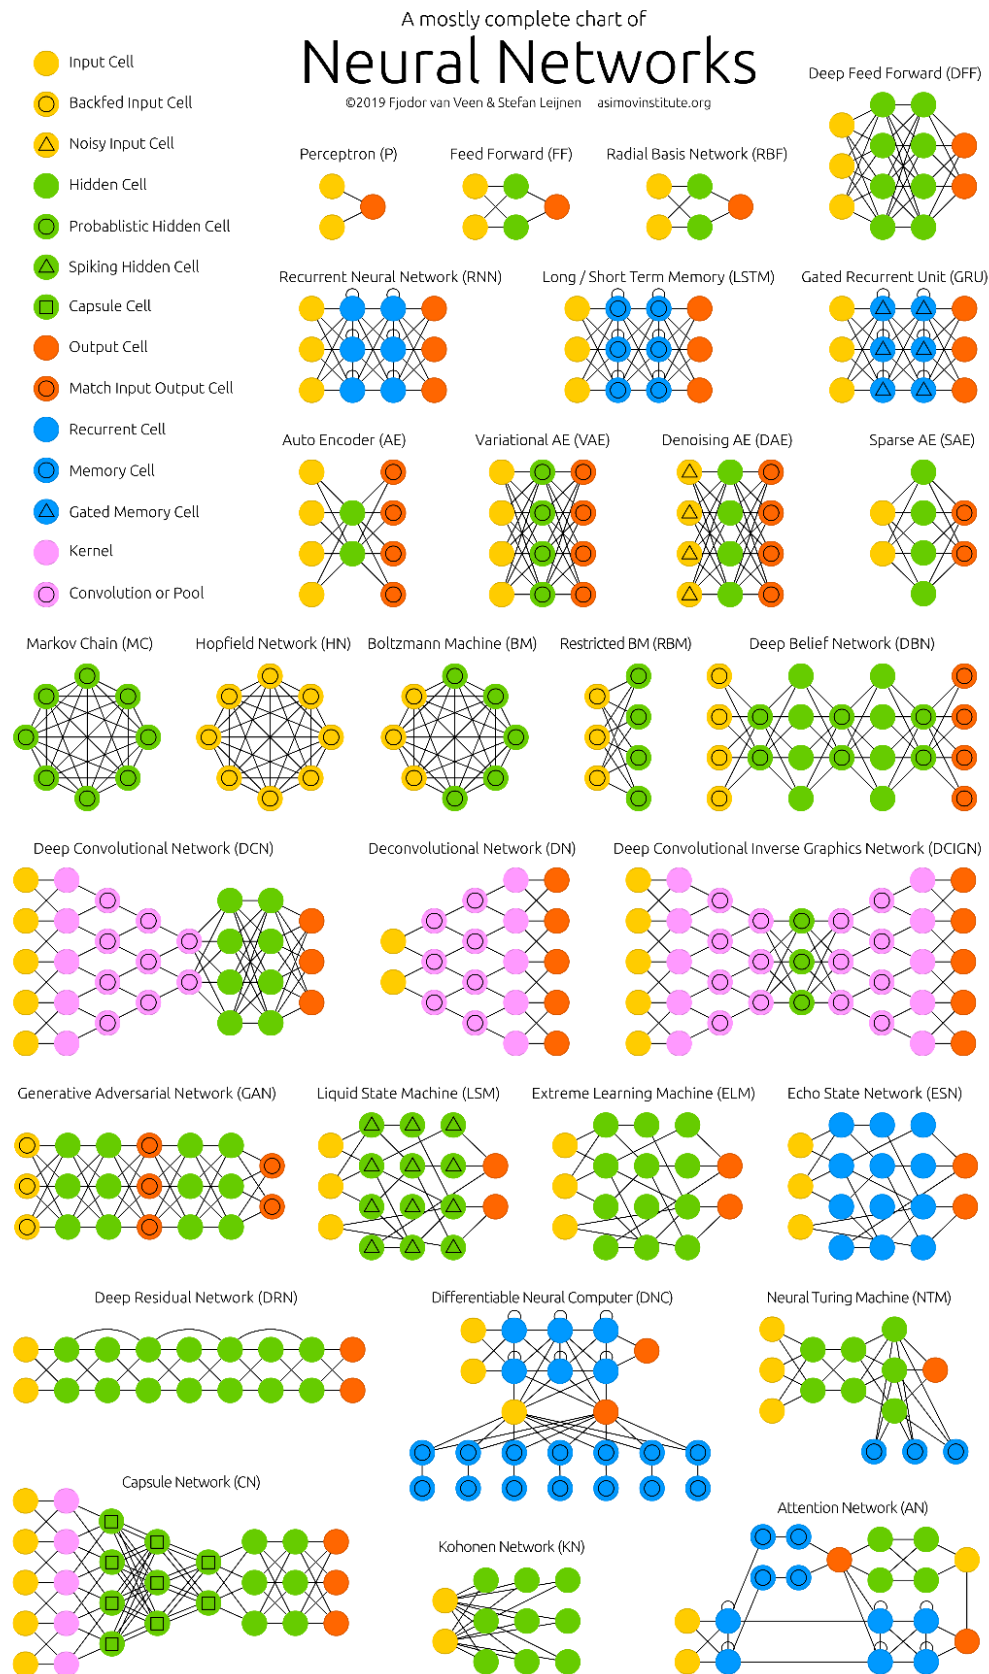 A mostly complete chart of
Neural Networks
©2019 Fjodor van Veen & Stefan Leijnen asimovinstitute.org
Input Cell
Backfed Input Cell
Noisy Input Cell
Hidden Cell
Probablistic Hidden Cell
Spiking Hidden Cell
Capsule Cell
Output Cell
Match Input Output Cell
Recurrent Cell
Memory Cell
Gated Memory Cell
Kernel
Convolution or Pool
Deep Feed Forward (DFF)
Perceptron (P)
Feed Forward (FF)
Radial Basis Network (RBF)
Recurrent Neural Network (RNN)
Long / Short Term Memory (LSTM)
Gated Recurrent Unit (GRU)
Auto Encoder (AE)
Variational AE (VAE)
Denoising AE (DAE)
Sparse AE (SAE)
Markov Chain (MC)
Hopfield Network (HN)
Boltzmann Machine (BM)
Restricted BM (RBM)
Deep Belief Network (DBN)
Deep Convolutional Network (DCN)
Deconvolutional Network (DN)
Deep Convolutional Inverse Graphics Network (DCIGN)
Generative Adversarial Network (GAN)
Liquid State Machine (LSM)
Extreme Learning Machine (ELM)
Echo State Network (ESN)
Deep Residual Network (DRN)
Differentiable Neural Computer (DNC)
Neural Turing Machine (NTM)
Capsule Network (CN)
Kohonen Network (KN)
Attention Network (AN)